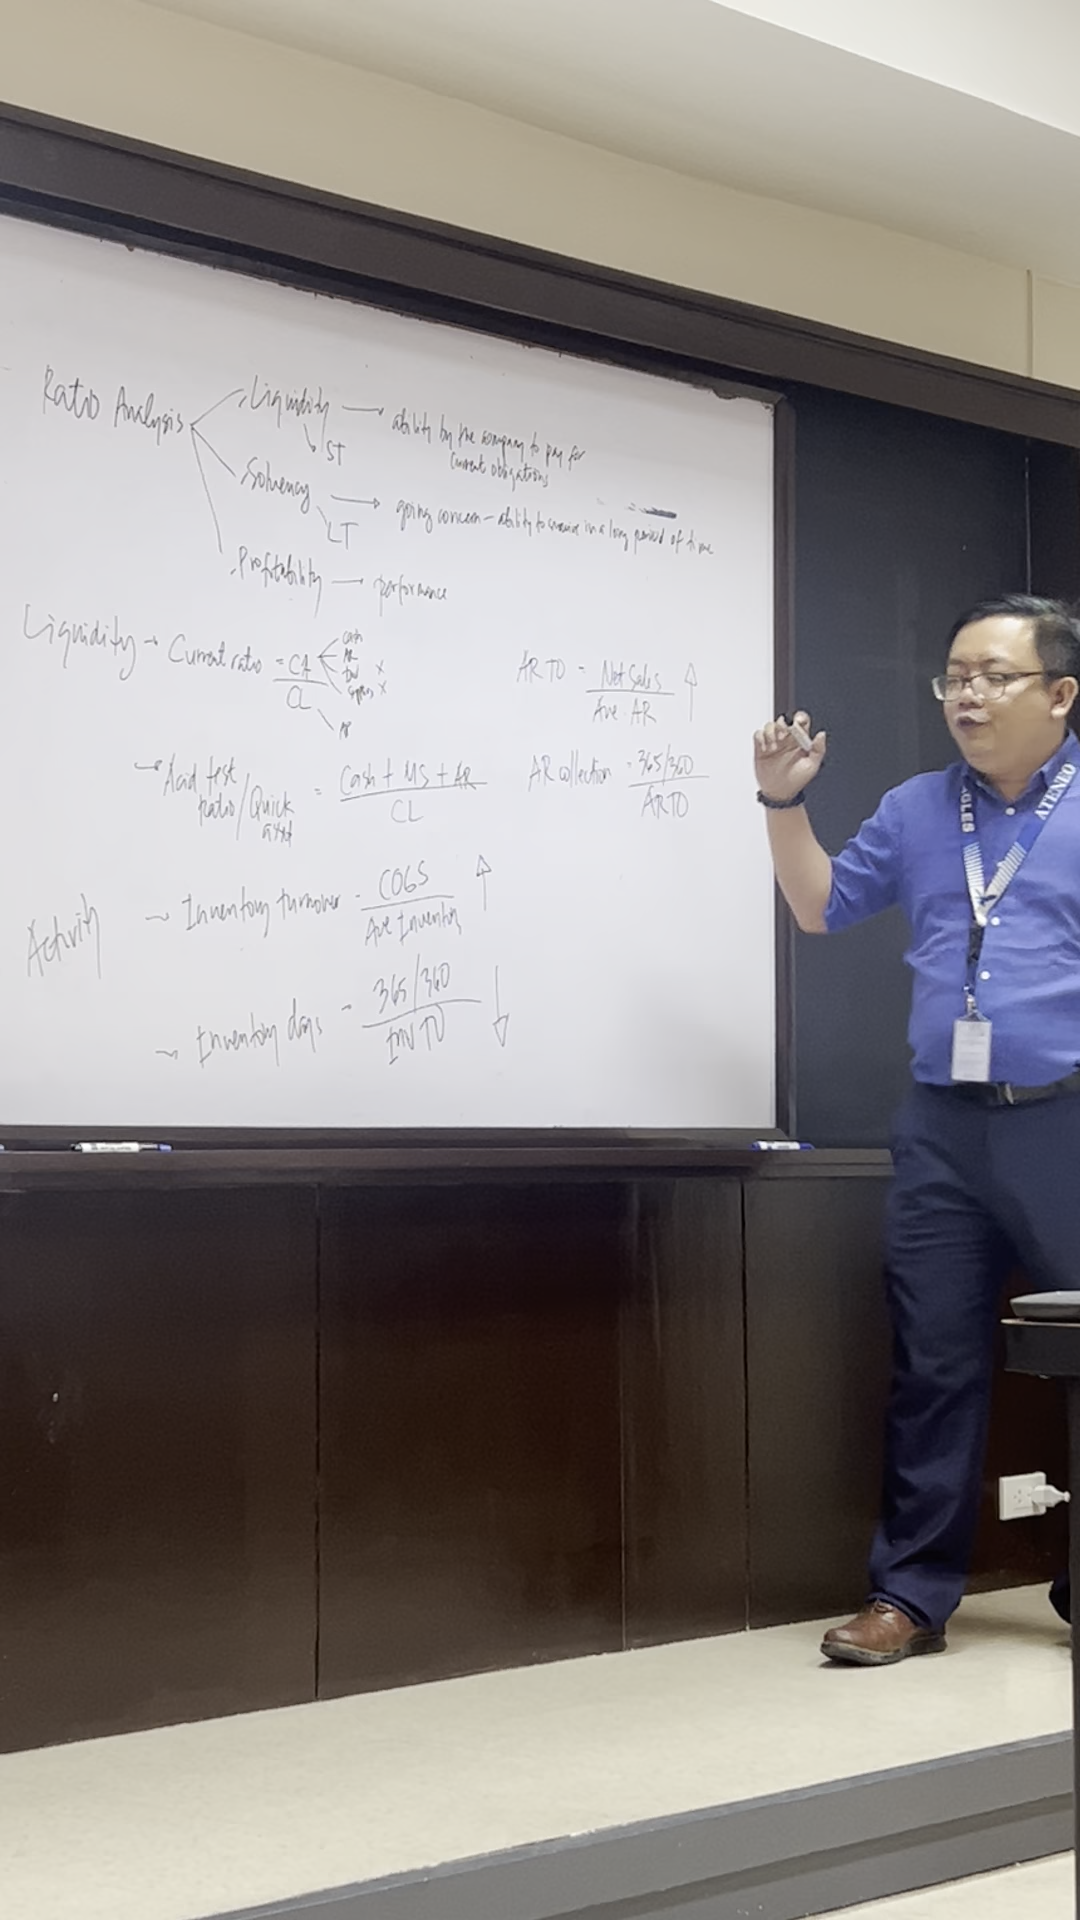 Ratio Analysis
Liquidity → ability by the company to pay for
current obligations
↳ ST
Solvency → going concern - ability to survive in a long period of time
LT
Profitability → performance
Liquidity → Current ratio = CA
CL
Cash
AR
Inv x
Supplies x
AP
→ Acid test
Ratio/Quick = Cash + MS + AR
CL
Activity ~ Inventory turnover = COGS ↑
Ave Inventory
~ Inventory days = 365/360 ↓
INV TO
AR TO = Net Sales ↑
Ave. AR
AR collection = 365/360
AR TO
ATENEO